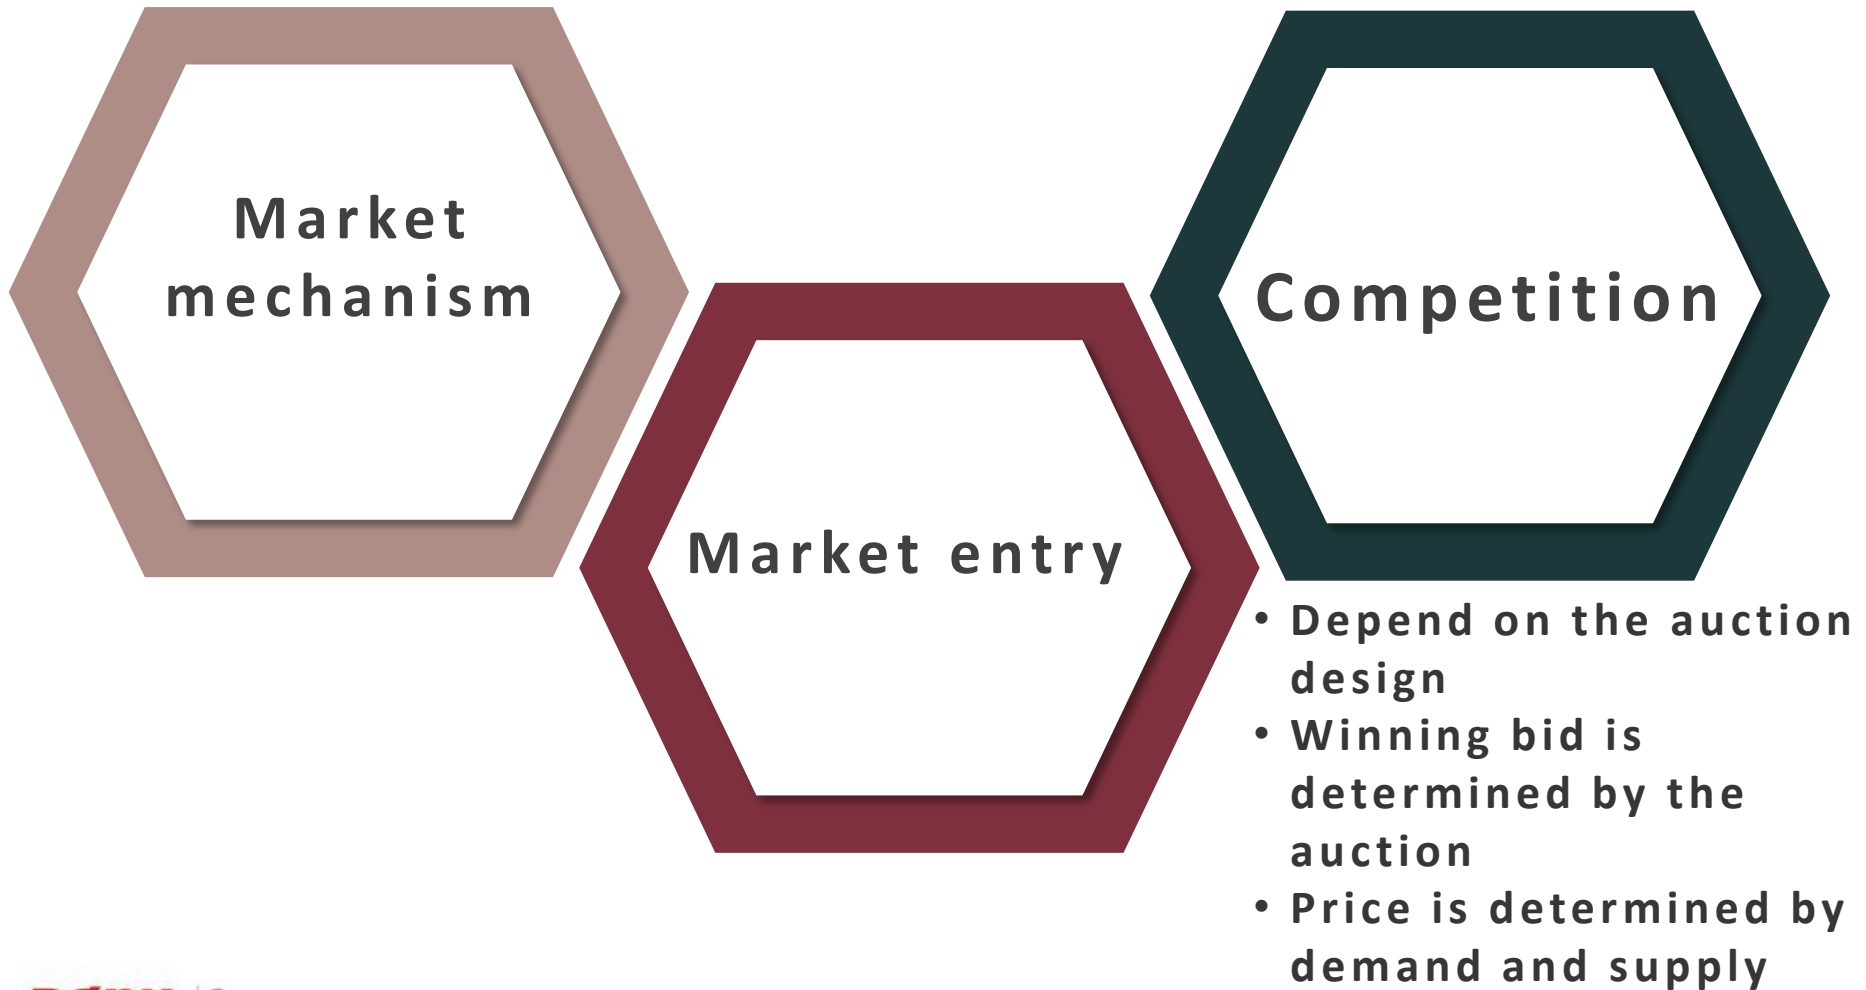 Market
mechanism
Market entry
Competition
• Depend on the auction
design
• Winning bid is
determined by the
auction
• Price is determined by
demand and supply